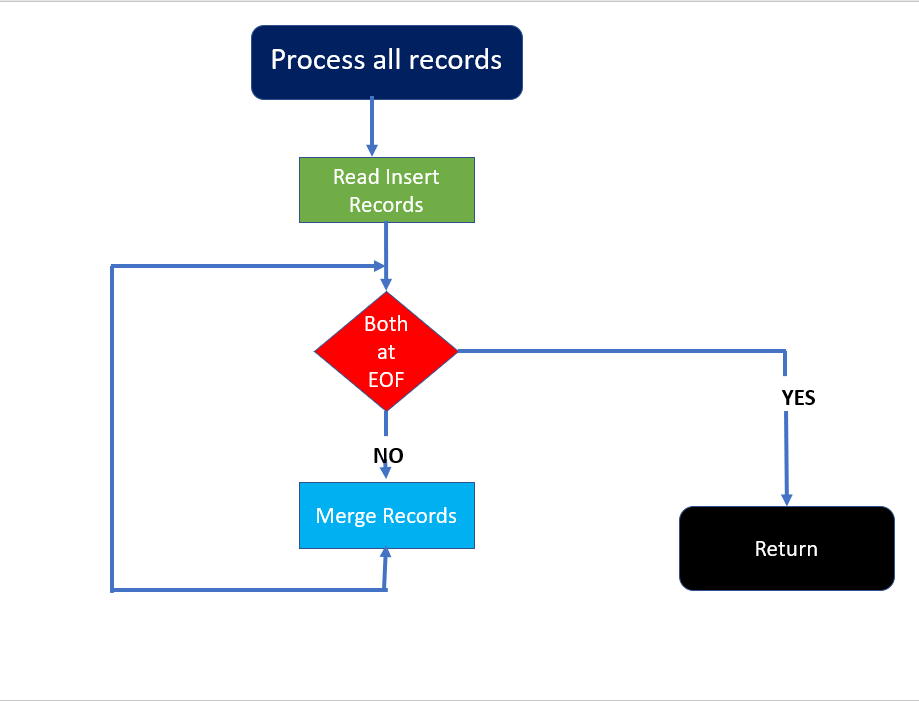 Process all records
Read Insert
Records
Both
at
EOF
YES
NO
Merge Records
Return